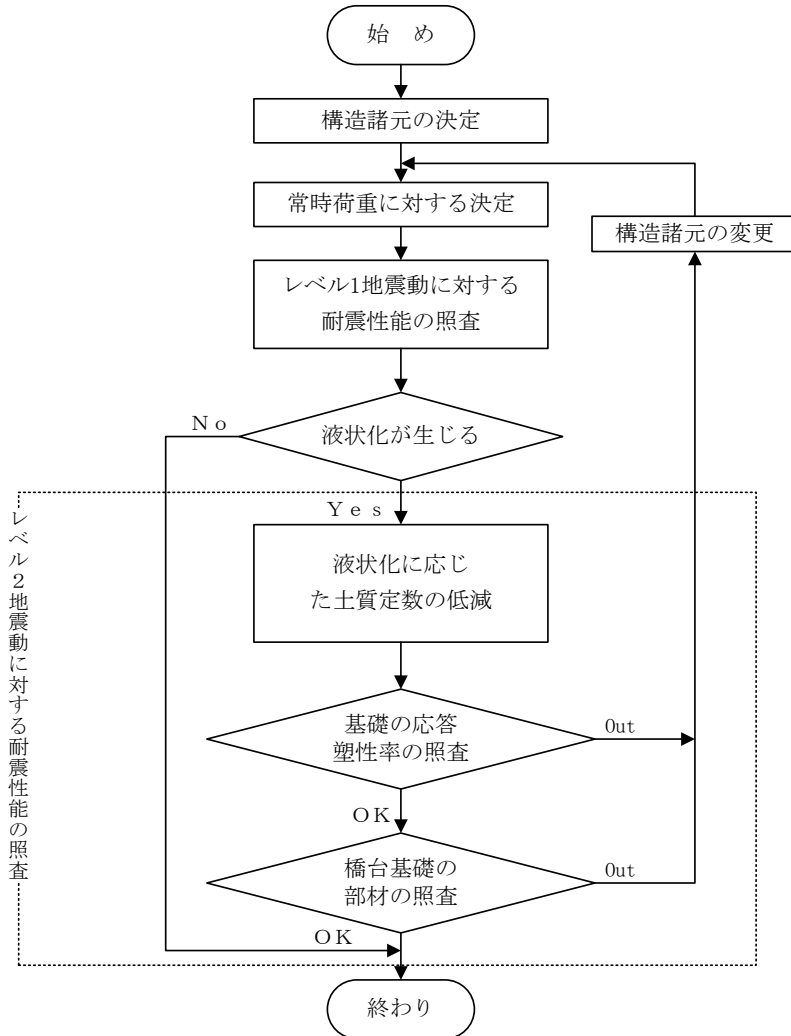 始　め
構造諸元の決定
常時荷重に対する決定
構造諸元の変更
レベル1地震動に対する
耐震性能の照査
No
液状化が生じる
Yes
レベル2地震動に対する耐震性能の照査
液状化に応じ
た土質定数の低減
基礎の応答
塑性率の照査
Out
OK
橋台基礎の
部材の照査
Out
OK
終わり